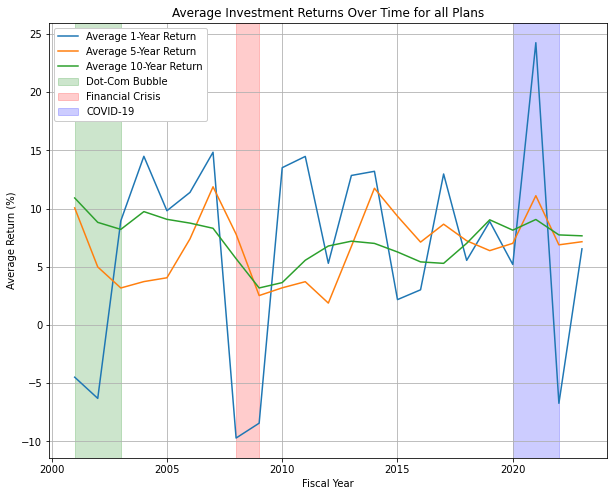 Average Investment Returns Over Time for all Plans
Average 1-Year Return
Average 5-Year Return
Average 10-Year Return
Dot-Com Bubble
Financial Crisis
COVID-19
25
20
15
10
5
0
−5
−10
Average Return (%)
2000 2005 2010 2015 2020
Fiscal Year